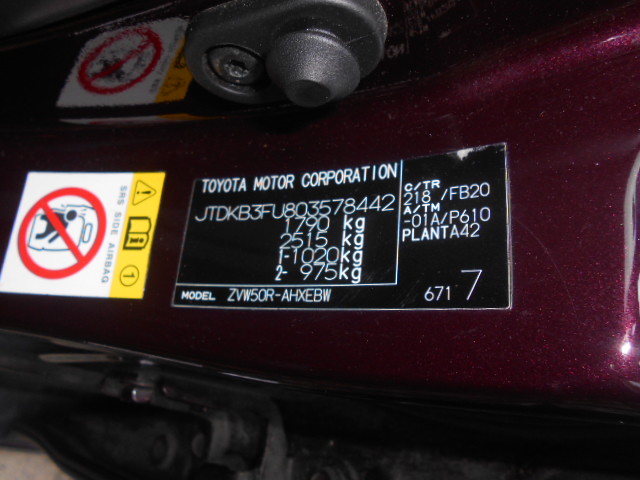 TOYOTA MOTOR CORPORATION
JTDKB3FU803578442
1790 kg
2515 kg
1-1020kg
2- 975kg
C/TR
218 /FB20
A/TM
-01A/P610
PLANTA42
MODEL ZVW50R-AHXEBW
671 7
SRS SIDE AIRBAG
1